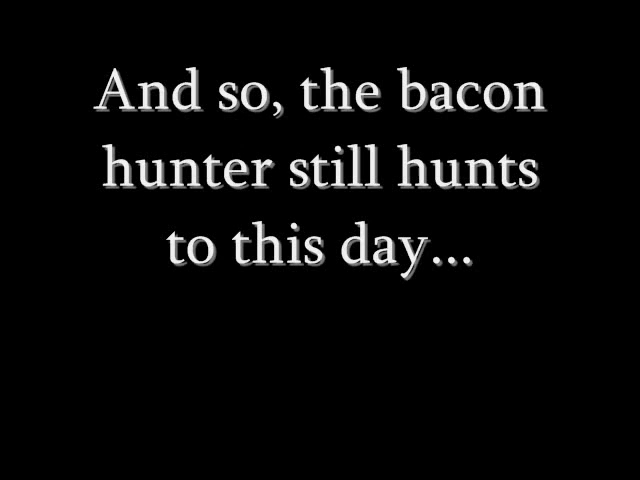 And so, the bacon
hunter still hunts
to this day...